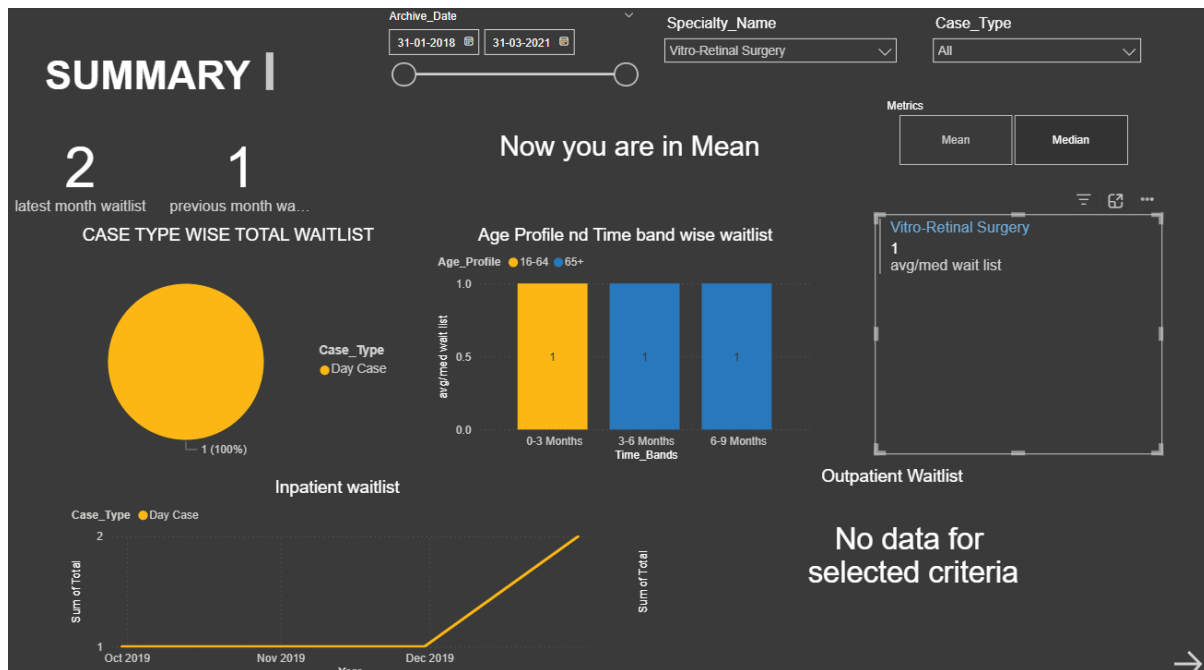 Archive_Date
31-01-2018
31-03-2021
Specialty_Name
Vitro-Retinal Surgery
Case_Type
All
SUMMARY
Metrics
Mean
Median
Now you are in Mean
2
latest month waitlist
1
previous month wa...
CASE TYPE WISE TOTAL WAITLIST
Case_Type
Day Case
1 (100%)
Age Profile nd Time band wise waitlist
Age_Profile 16-64 65+
avg/med wait list
1.0
0.5
0.0
1 1 1
0-3 Months 3-6 Months 6-9 Months
Time_Bands
Vitro-Retinal Surgery
1
avg/med wait list
Inpatient waitlist
Case_Type Day Case
Sum of Total
2
1
Oct 2019 Nov 2019 Dec 2019
Outpatient Waitlist
Sum of Total
No data for
selected criteria